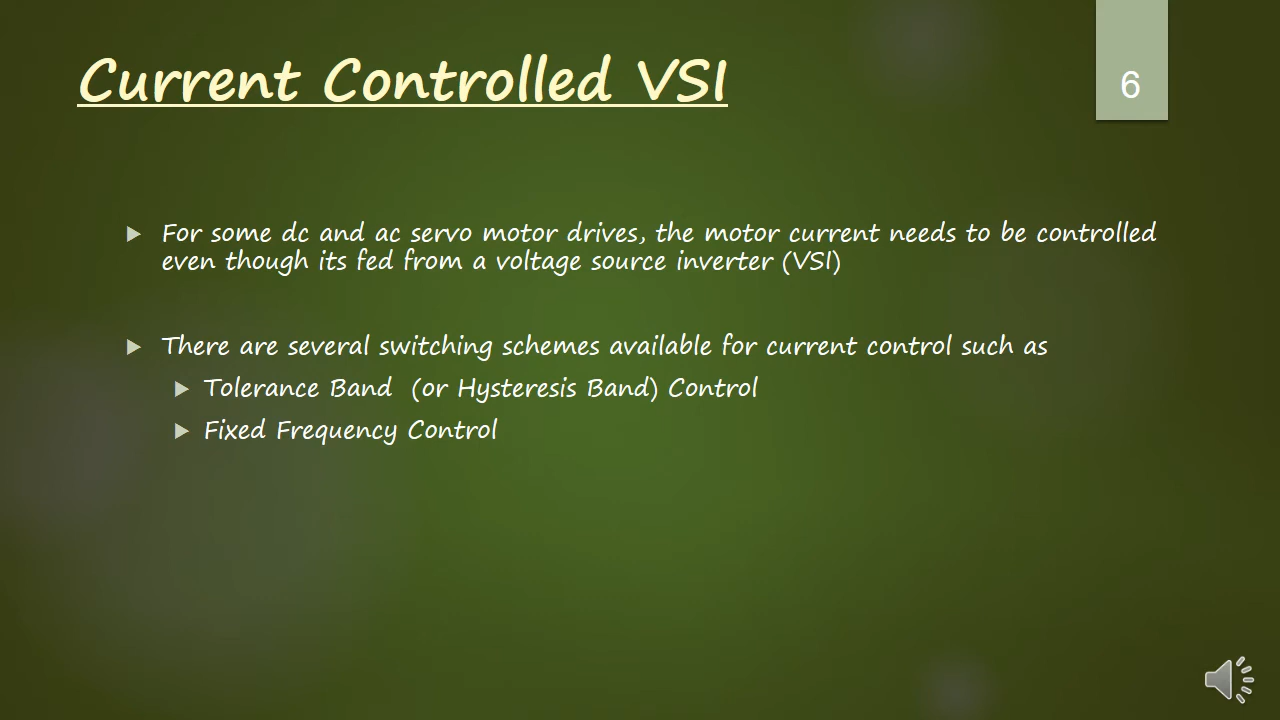 Current Controlled VSI
6
For some dc and ac servo motor drives, the motor current needs to be controlled
even though its fed from a voltage source inverter (VSI)
There are several switching schemes available for current control such as
Tolerance Band (or Hysteresis Band) Control
Fixed Frequency Control